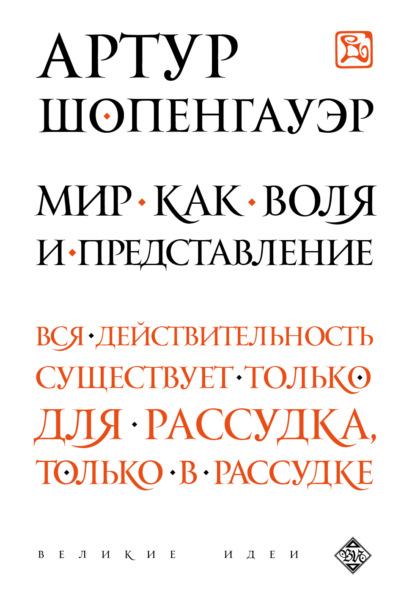 АРТУР
ШОПЕНГАУЭР
МИР · КАК · ВОЛЯ
И · ПРЕДСТАВЛЕНИЕ
ВСЯ · ДЕЙСТВИТЕЛЬНОСТЬ
СУЩЕСТВУЕТ · ТОЛЬКО
ДЛЯ · РАССУДКА,
ТОЛЬКО · В · РАССУДКЕ
ВЕЛИКИЕ ИДЕИ